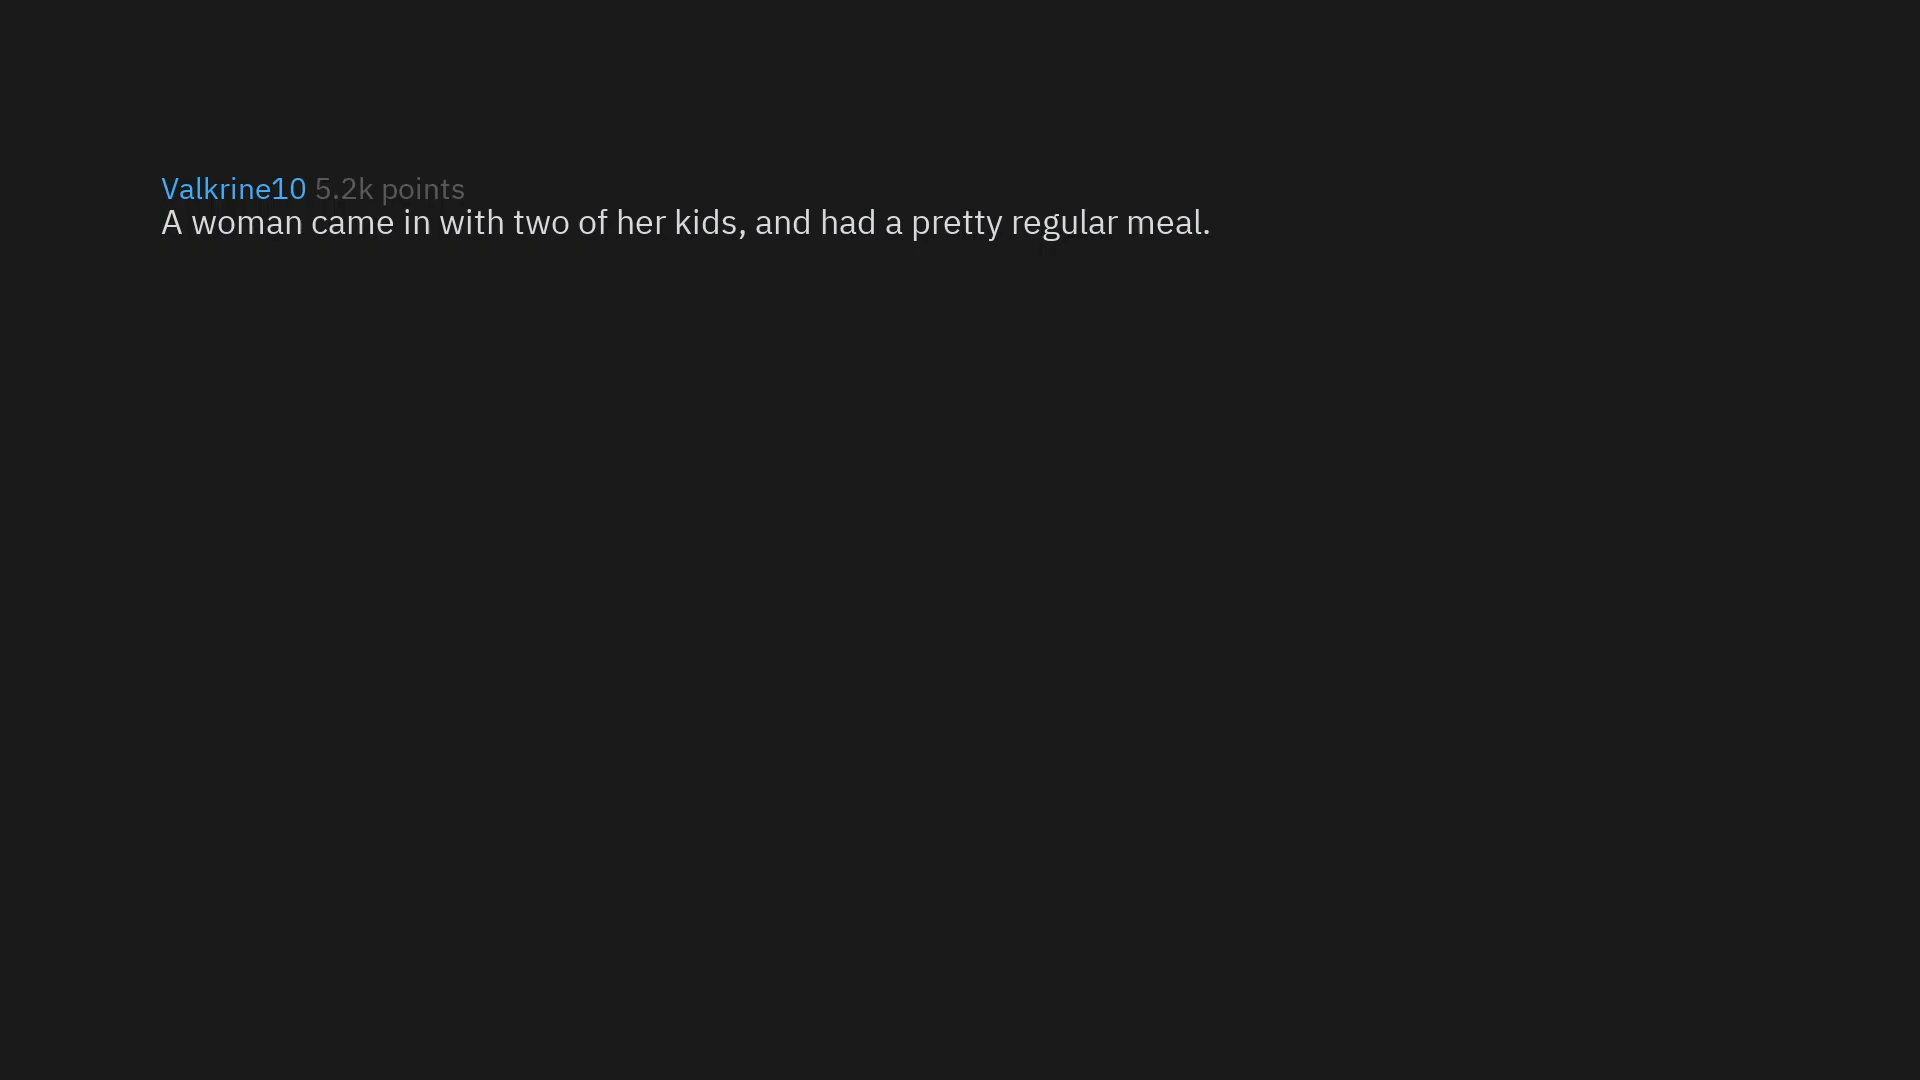 Valkrine10 5.2k points
A woman came in with two of her kids, and had a pretty regular meal.